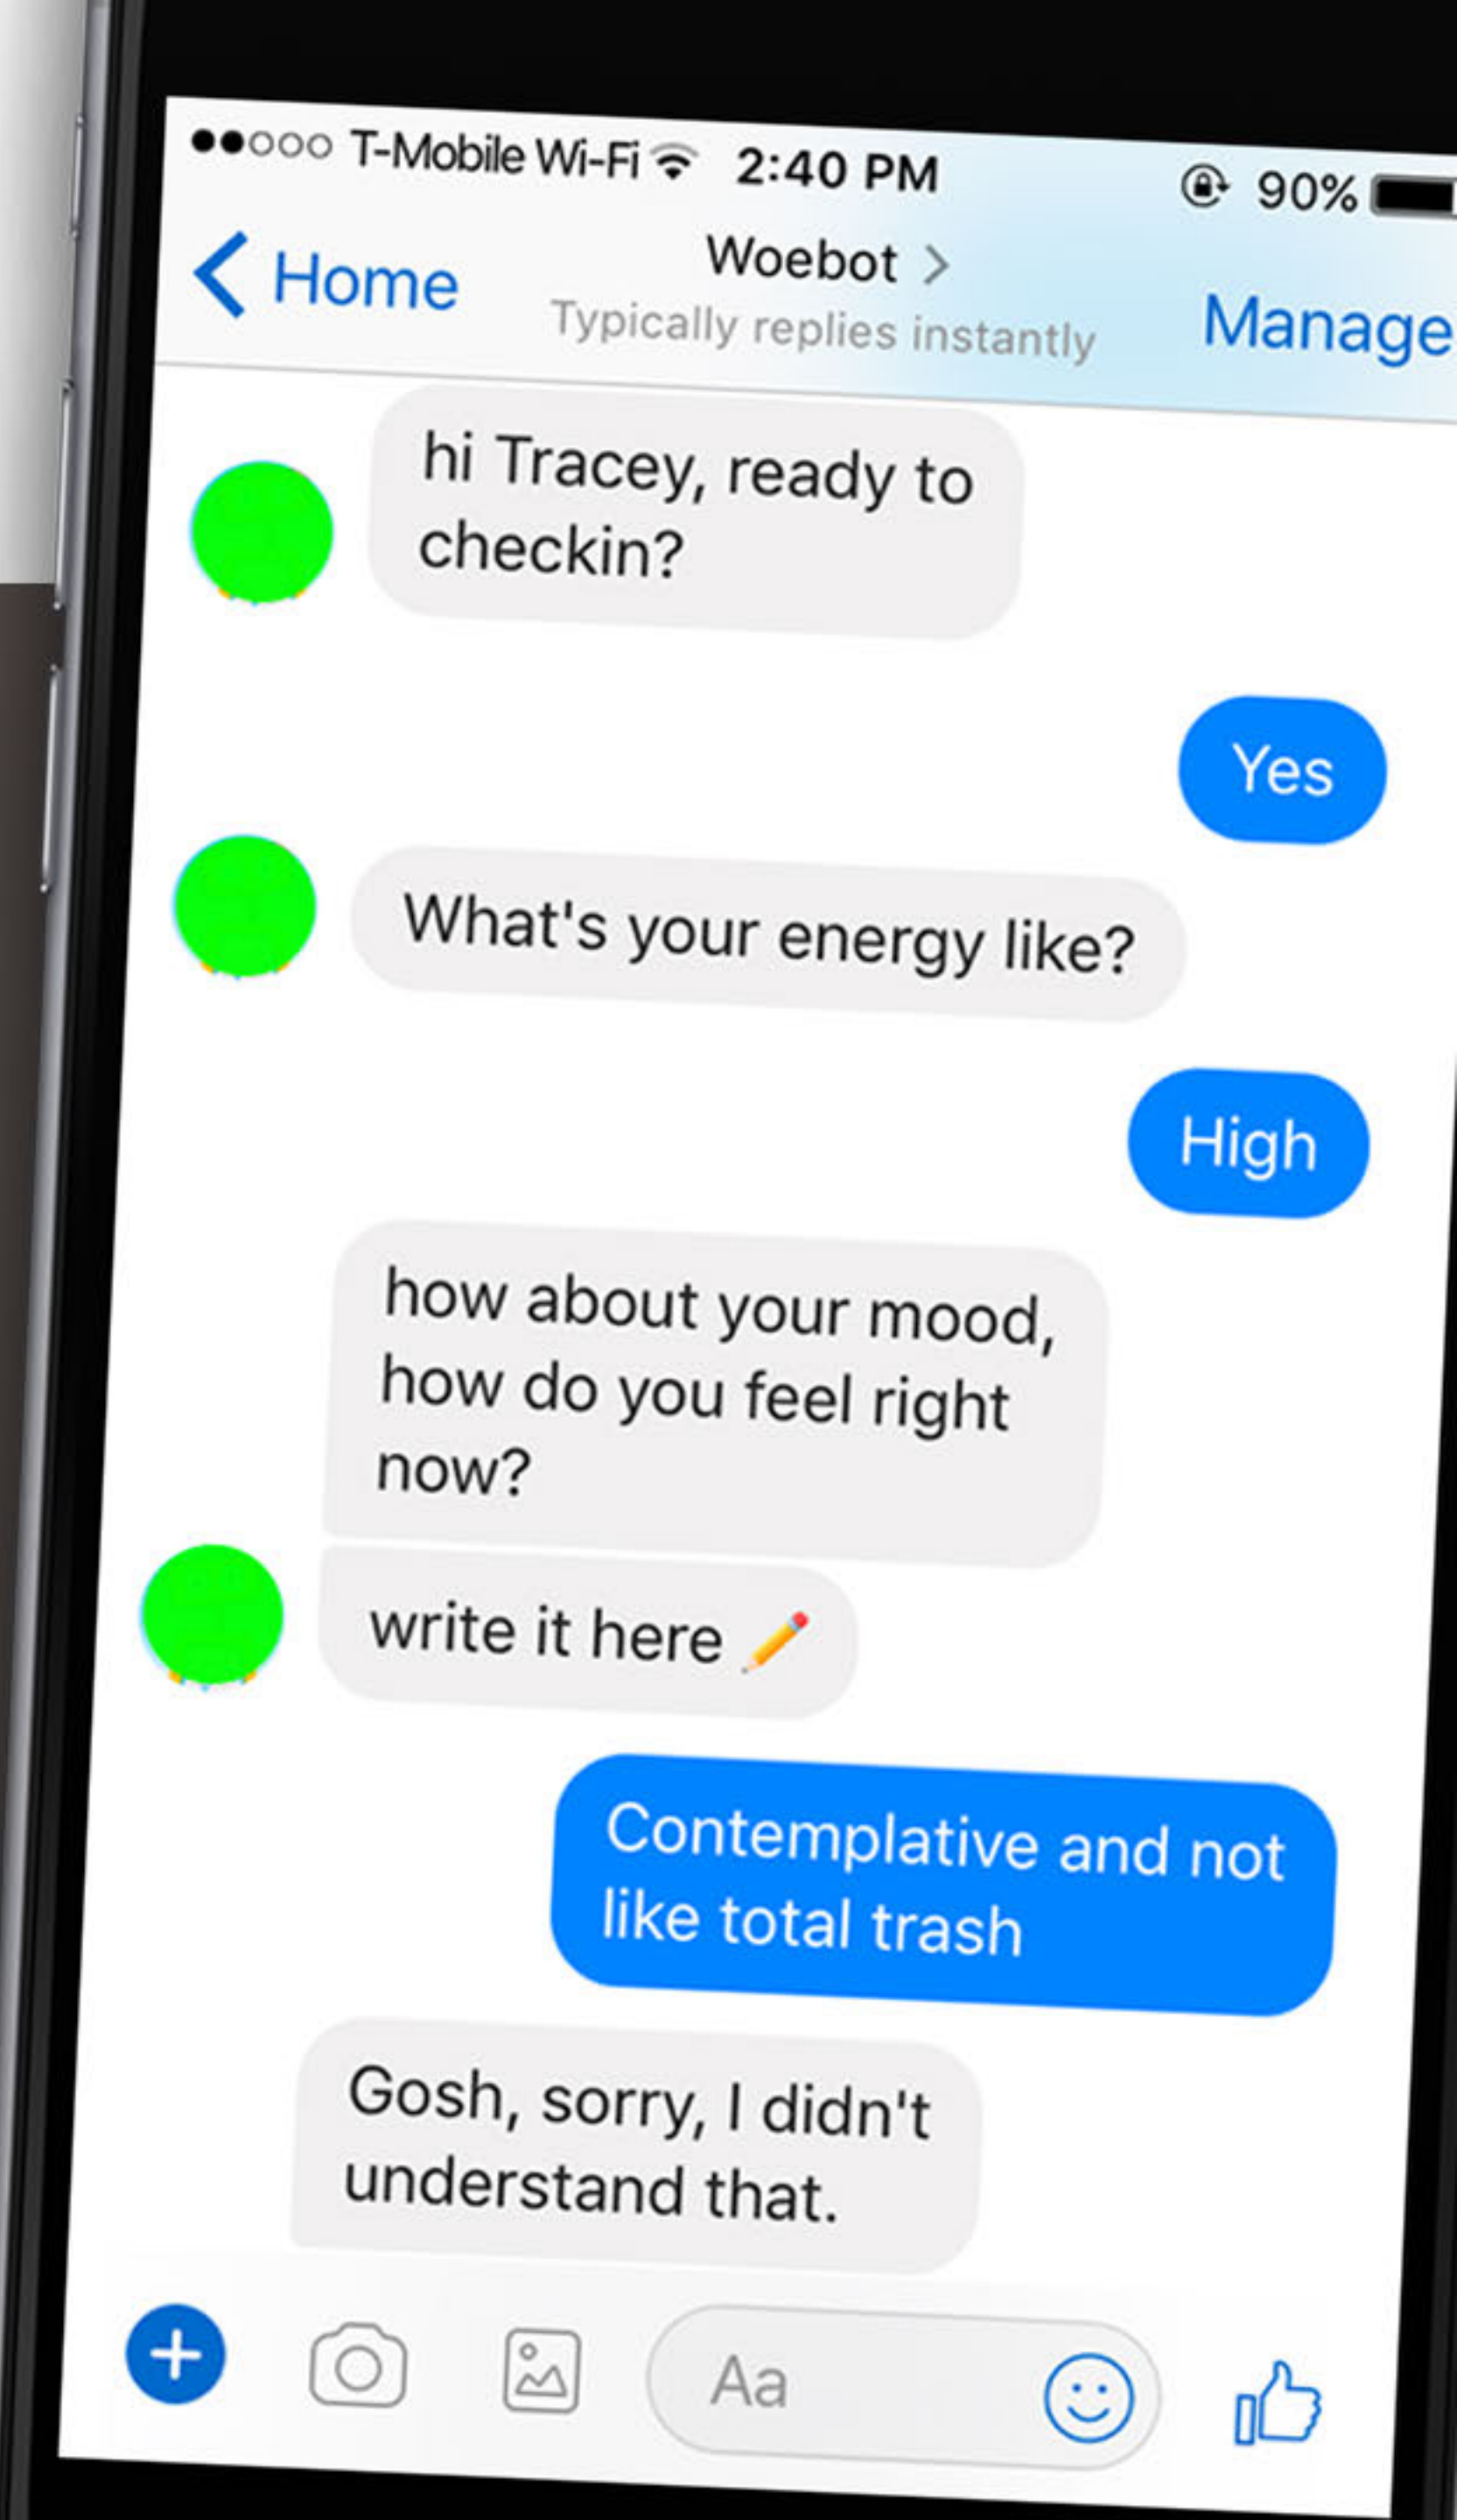 T-Mobile Wi-Fi 2:40 PM 90%
Home
Woebot >
Manage
Typically replies instantly
hi Tracey, ready to
checkin?
Yes
What's your energy like?
High
how about your mood,
how do you feel right
now?
write it here ✏️
Contemplative and not
like total trash
Gosh, sorry, I didn't
understand that.
Aa